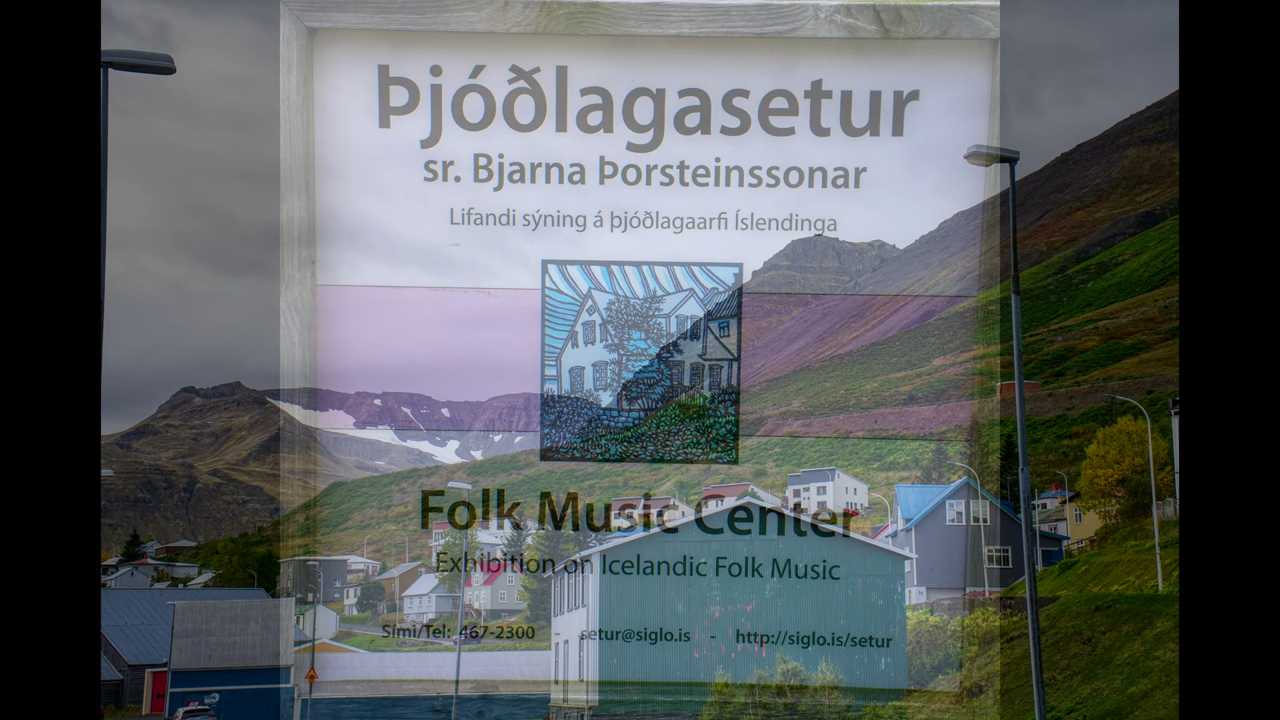 Þjóðlagasetur
sr. Bjarna Þorsteinssonar
Lifandi sýning á þjóðlagaarfi Íslendinga
Folk Music Center
Exhibition on Icelandic Folk Music
Sími/Tel: 467-2300 setur@siglo.is - http://siglo.is/setur